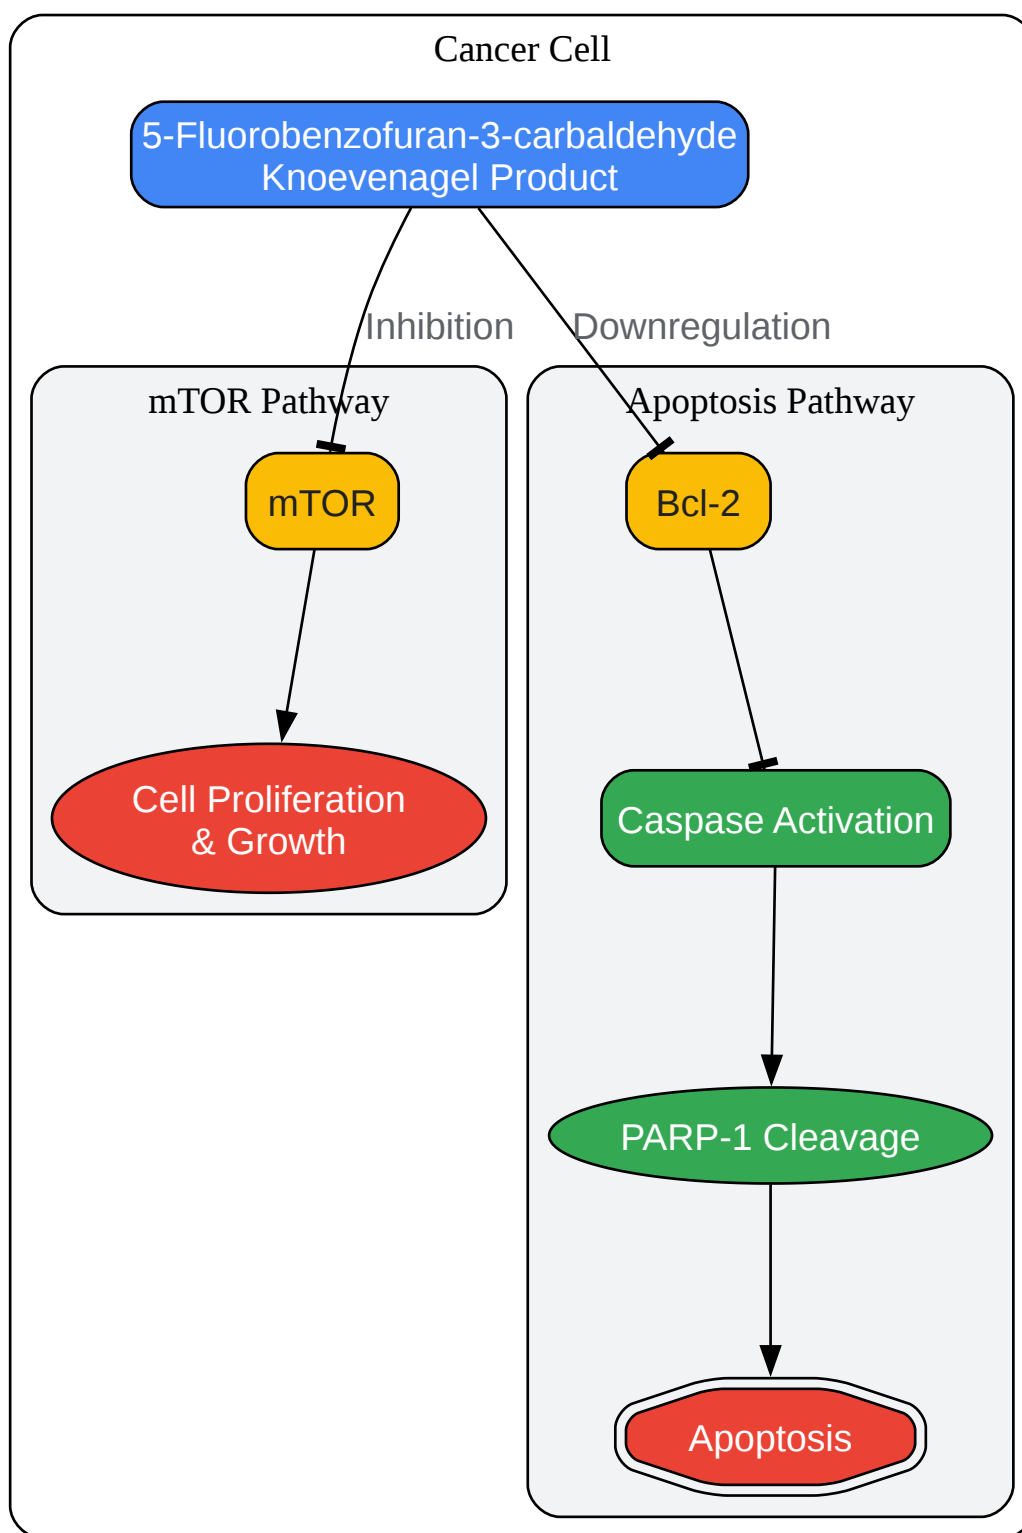 Cancer Cell
5-Fluorobenzofuran-3-carbaldehyde
Knoevenagel Product
Inhibition
Downregulation
mTOR Pathway
Apoptosis Pathway
mTOR
Bcl-2
Cell Proliferation
& Growth
Caspase Activation
PARP-1 Cleavage
Apoptosis